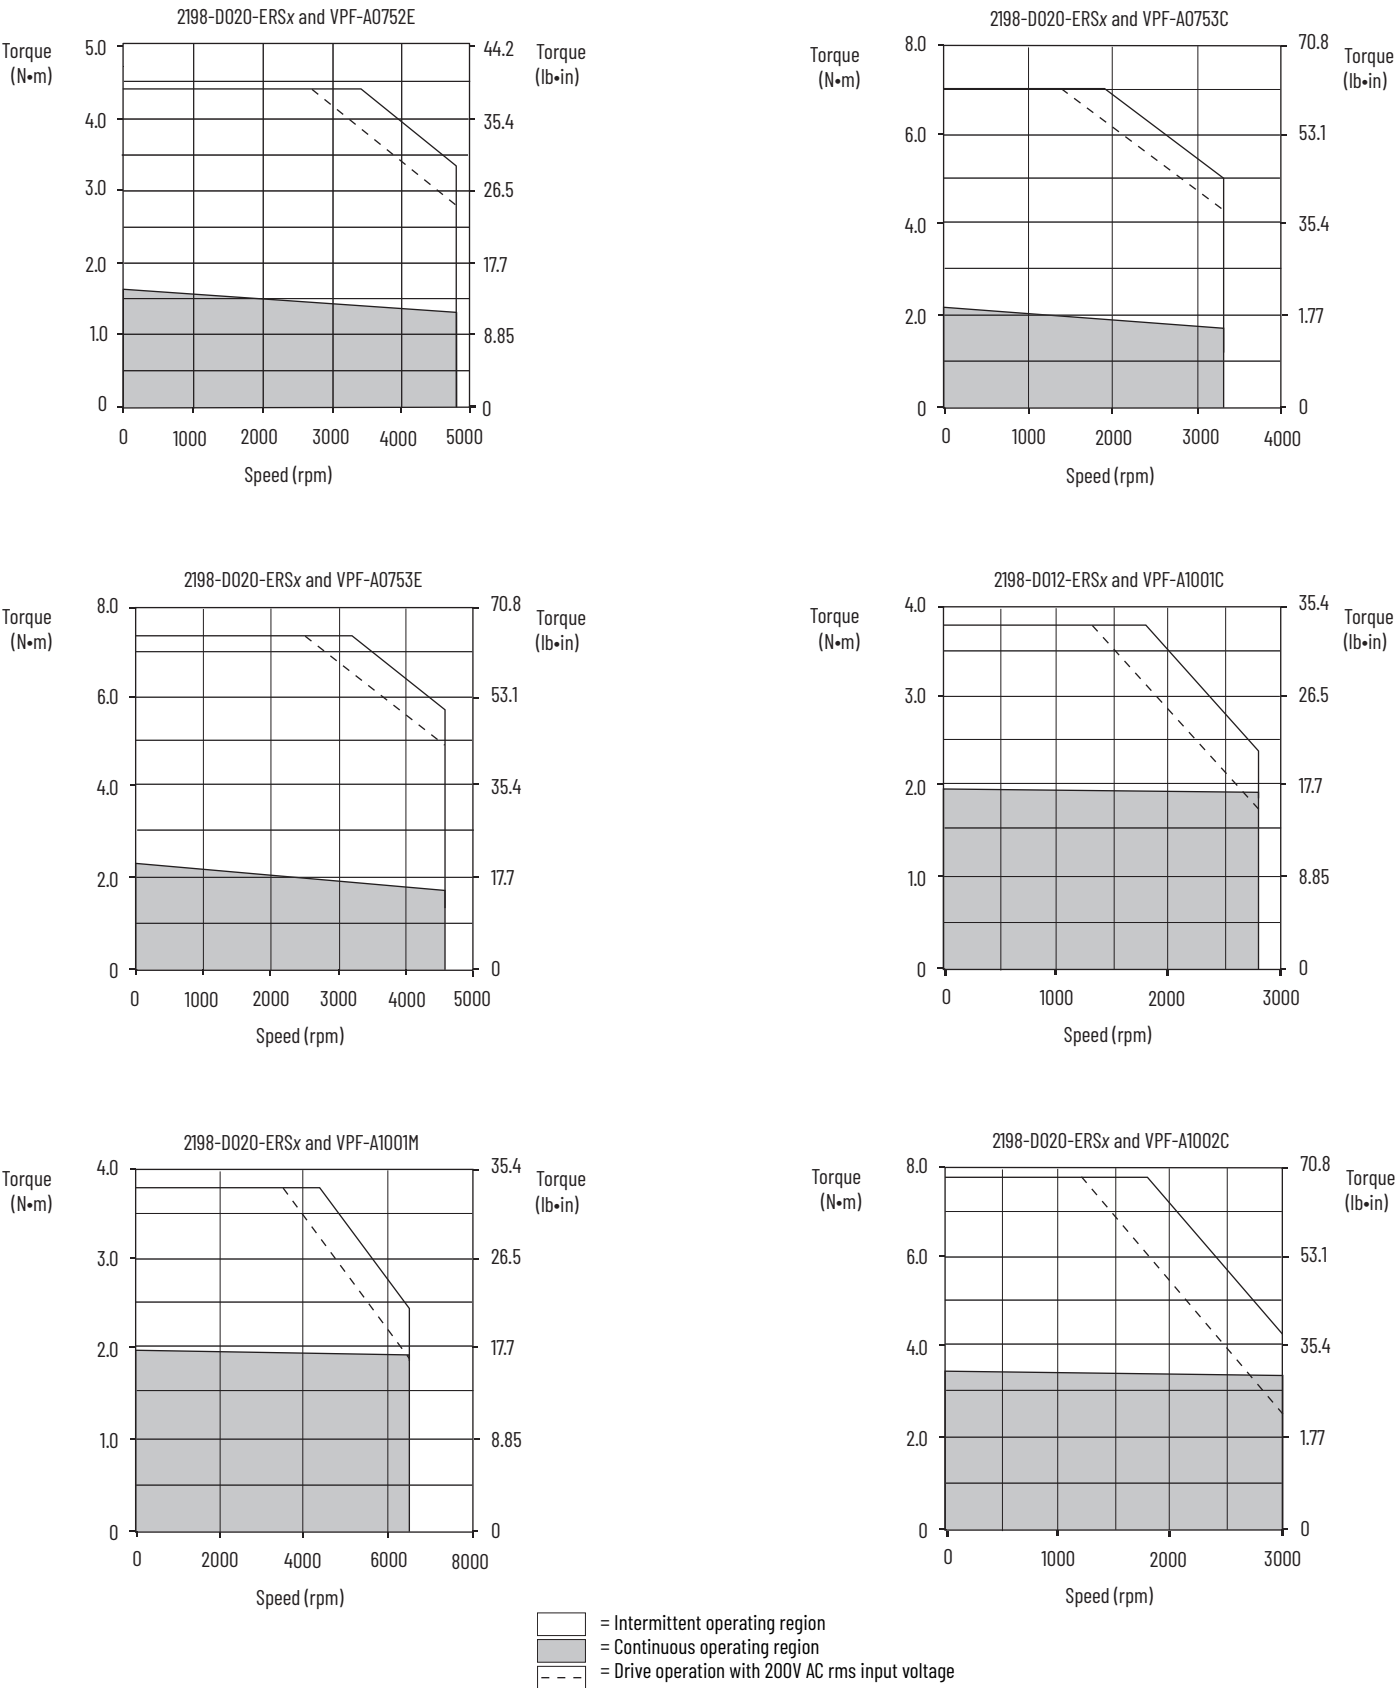 2198-D020-ERSx and VPF-A0752E
Torque
(N•m)
5.0
4.0
3.0
2.0
1.0
0
44.2
35.4
26.5
17.7
8.85
0
Torque
(lb•in)
0 1000 2000 3000 4000 5000
Speed (rpm)
2198-D020-ERSx and VPF-A0753C
Torque
(N•m)
8.0
6.0
4.0
2.0
0
70.8
53.1
35.4
1.77
0
Torque
(lb•in)
0 1000 2000 3000 4000
Speed (rpm)
2198-D020-ERSx and VPF-A0753E
Torque
(N•m)
8.0
6.0
4.0
2.0
0
70.8
53.1
35.4
17.7
0
Torque
(lb•in)
0 1000 2000 3000 4000 5000
Speed (rpm)
2198-D012-ERSx and VPF-A1001C
Torque
(N•m)
4.0
3.0
2.0
1.0
0
35.4
26.5
17.7
8.85
0
Torque
(lb•in)
0 1000 2000 3000
Speed (rpm)
2198-D020-ERSx and VPF-A1001M
Torque
(N•m)
4.0
3.0
2.0
1.0
0
35.4
26.5
17.7
8.85
0
Torque
(lb•in)
0 2000 4000 6000 8000
Speed (rpm)
2198-D020-ERSx and VPF-A1002C
Torque
(N•m)
8.0
6.0
4.0
2.0
0
70.8
53.1
35.4
1.77
0
Torque
(lb•in)
0 1000 2000 3000
Speed (rpm)
= Intermittent operating region
= Continuous operating region
= Drive operation with 200V AC rms input voltage